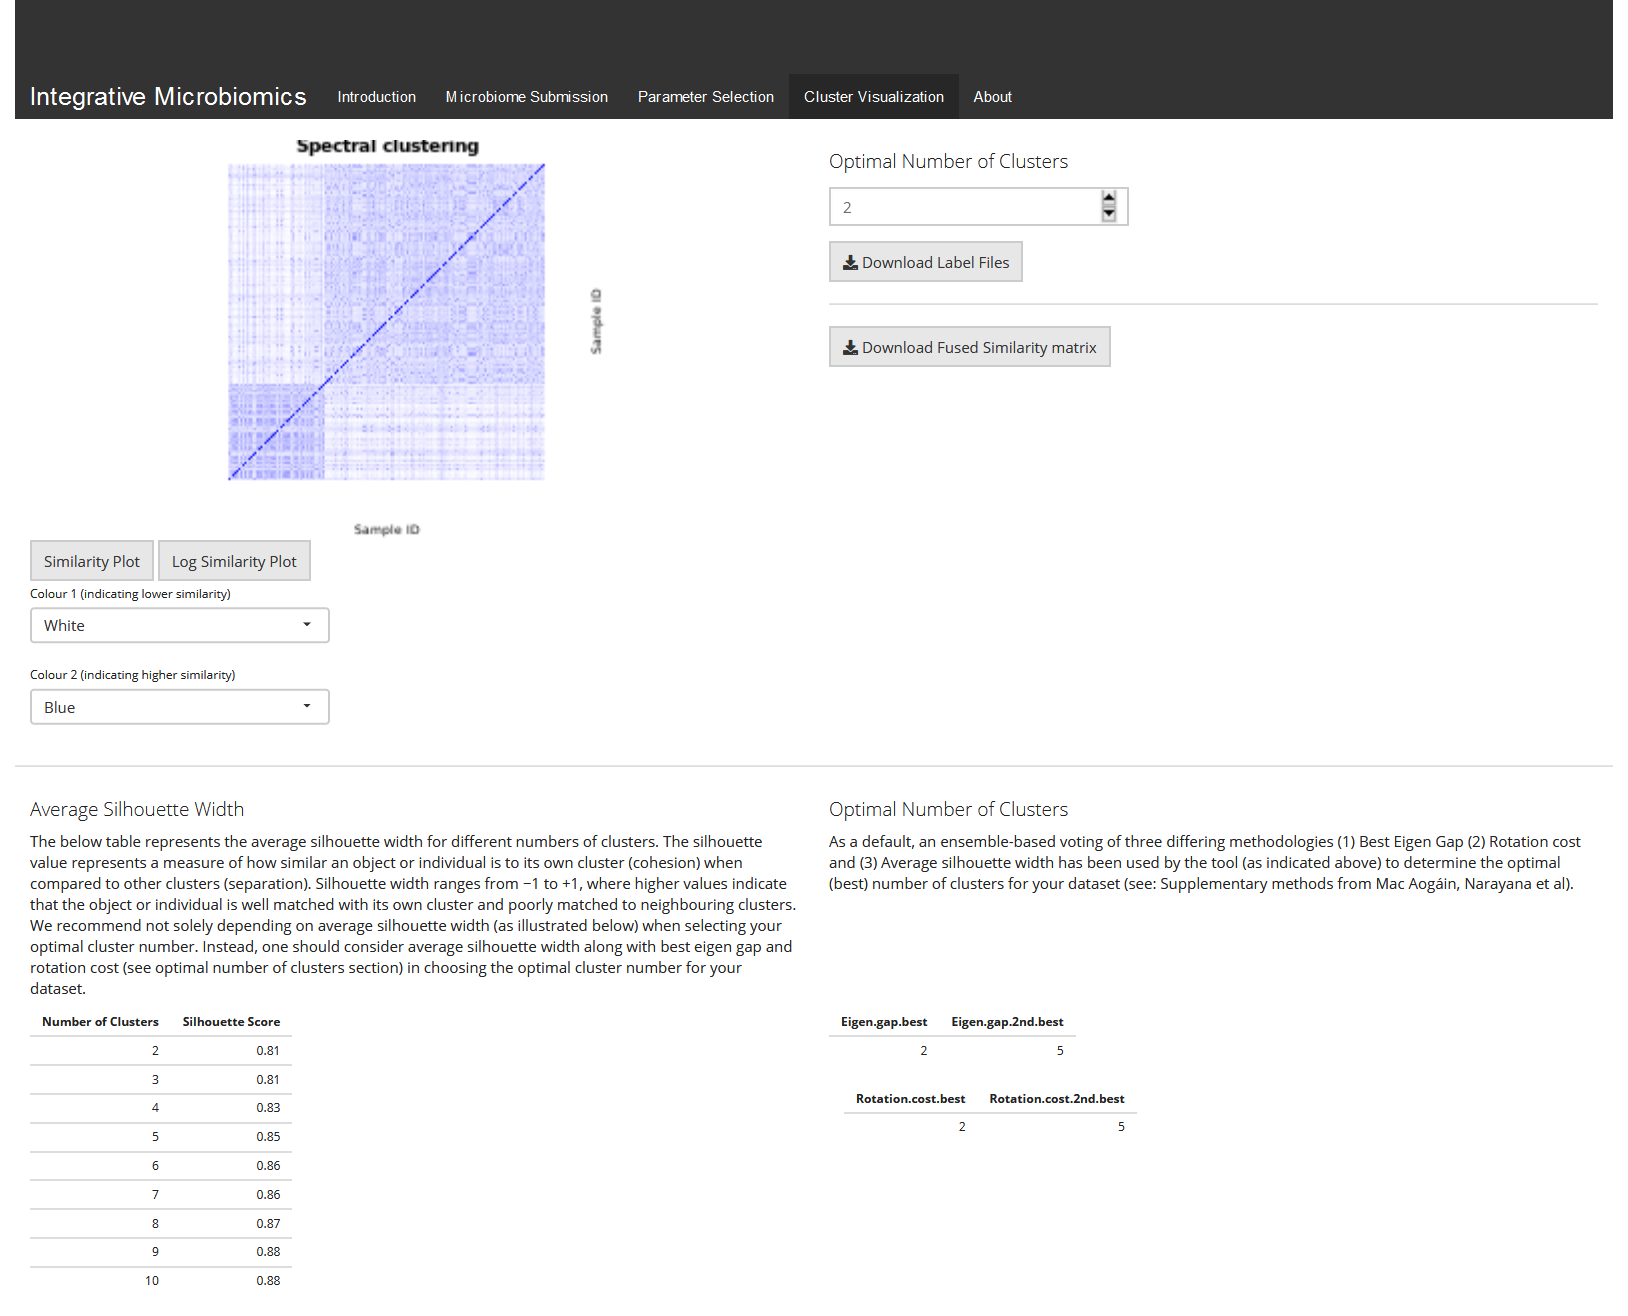 Integrative Microbiomics
Introduction
Microbiome Submission
Parameter Selection
Cluster Visualization
About
Spectral clustering
Sample ID
Sample ID
Similarity Plot
Log Similarity Plot
Colour 1 (indicating lower similarity)
White
Colour 2 (indicating higher similarity)
Blue
Optimal Number of Clusters
2
Download Label Files
Download Fused Similarity matrix
Average Silhouette Width
The below table represents the average silhouette width for different numbers of clusters. The silhouette
value represents a measure of how similar an object or individual is to its own cluster (cohesion) when
compared to other clusters (separation). Silhouette width ranges from −1 to +1, where higher values indicate
that the object or individual is well matched with its own cluster and poorly matched to neighbouring clusters.
We recommend not solely depending on average silhouette width (as illustrated below) when selecting your
optimal cluster number. Instead, one should consider average silhouette width along with best eigen gap and
rotation cost (see optimal number of clusters section) in choosing the optimal cluster number for your
dataset.
Number of Clusters Silhouette Score
2 0.81
3 0.81
4 0.83
5 0.85
6 0.86
7 0.86
8 0.87
9 0.88
10 0.88
Optimal Number of Clusters
As a default, an ensemble-based voting of three differing methodologies (1) Best Eigen Gap (2) Rotation cost
and (3) Average silhouette width has been used by the tool (as indicated above) to determine the optimal
(best) number of clusters for your dataset (see: Supplementary methods from Mac Aogáin, Narayana et al).
Eigen.gap.best Eigen.gap.2nd.best
2 5
Rotation.cost.best Rotation.cost.2nd.best
2 5